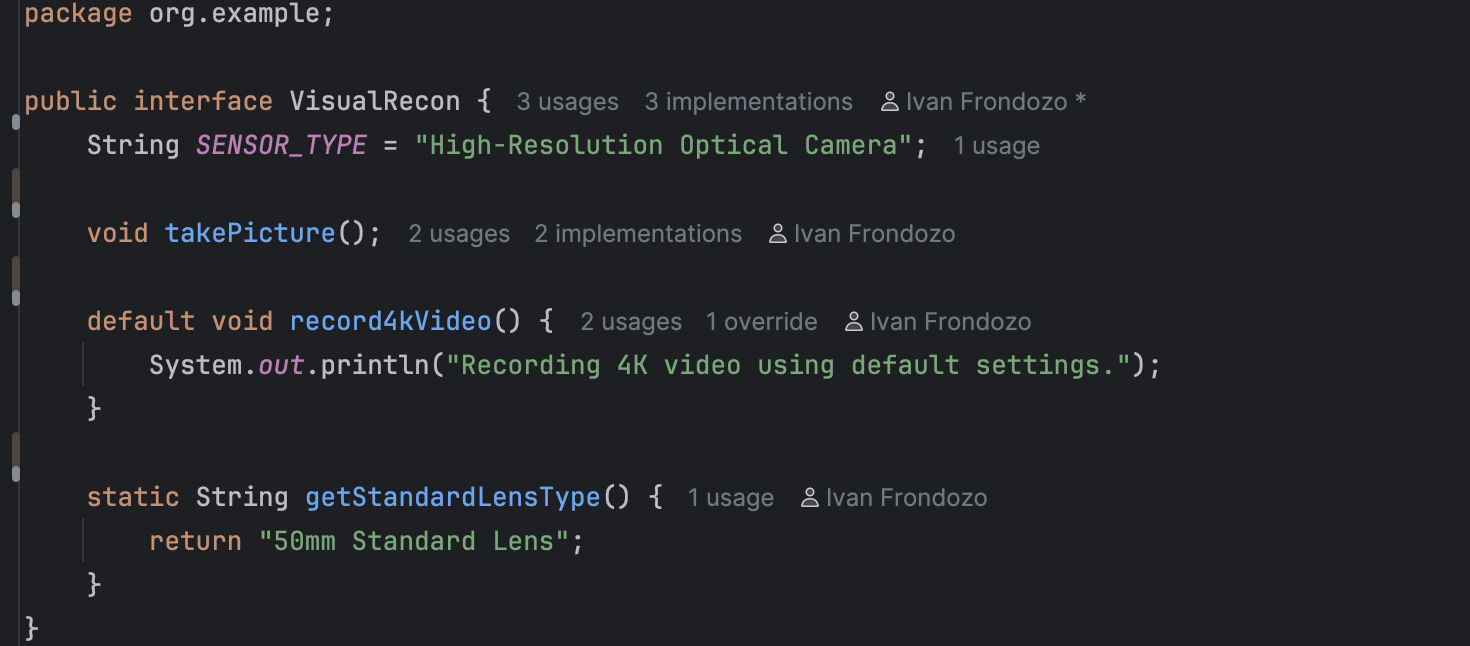 package org.example;
public interface VisualRecon { 3 usages 3 implementations Ivan Frondozo *
String SENSOR_TYPE = "High-Resolution Optical Camera"; 1 usage
void takePicture(); 2 usages 2 implementations Ivan Frondozo
default void record4kVideo() { 2 usages 1 override Ivan Frondozo
System.out.println("Recording 4K video using default settings.");
}
static String getStandardLensType() { 1 usage Ivan Frondozo
return "50mm Standard Lens";
}
}